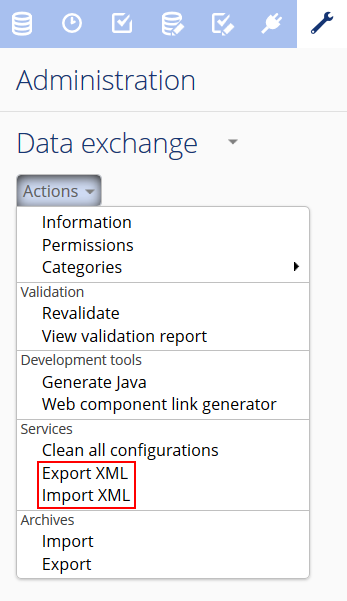 Administration
Data exchange
Actions
Information
Permissions
Categories
Validation
Revalidate
View validation report
Development tools
Generate Java
Web component link generator
Services
Clean all configurations
Export XML
Import XML
Archives
Import
Export